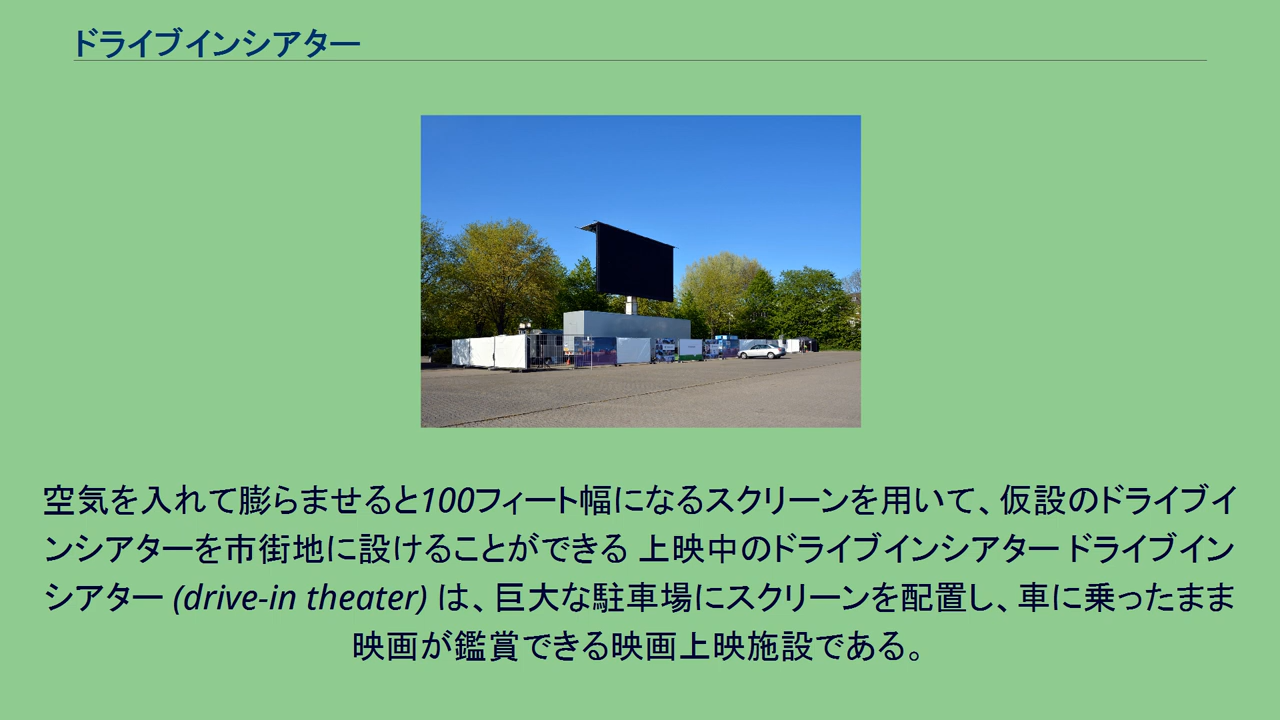 ドライブインシアター
空気を入れて膨らませると100フィート幅になるスクリーンを用いて、仮設のドライブイ
ンシアターを市街地に設けることができる 上映中のドライブインシアター ドライブイン
シアター (drive-in theater) は、巨大な駐車場にスクリーンを配置し、車に乗ったまま
映画が鑑賞できる映画上映施設である。